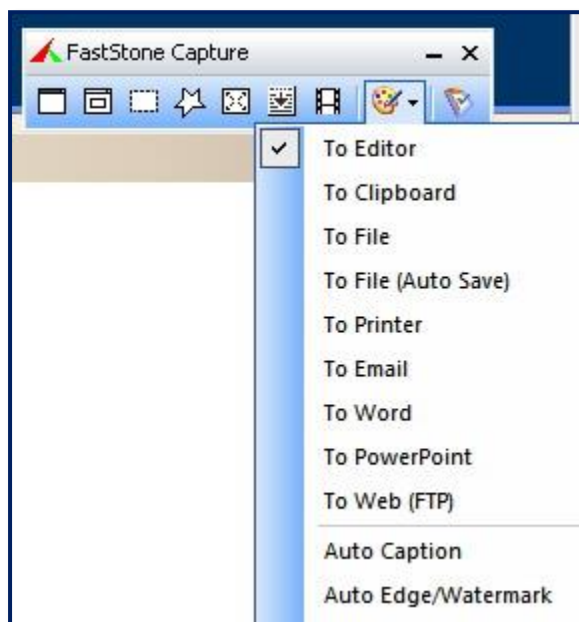 FastStone Capture
To Editor
To Clipboard
To File
To File (Auto Save)
To Printer
To Email
To Word
To PowerPoint
To Web (FTP)
Auto Caption
Auto Edge/Watermark